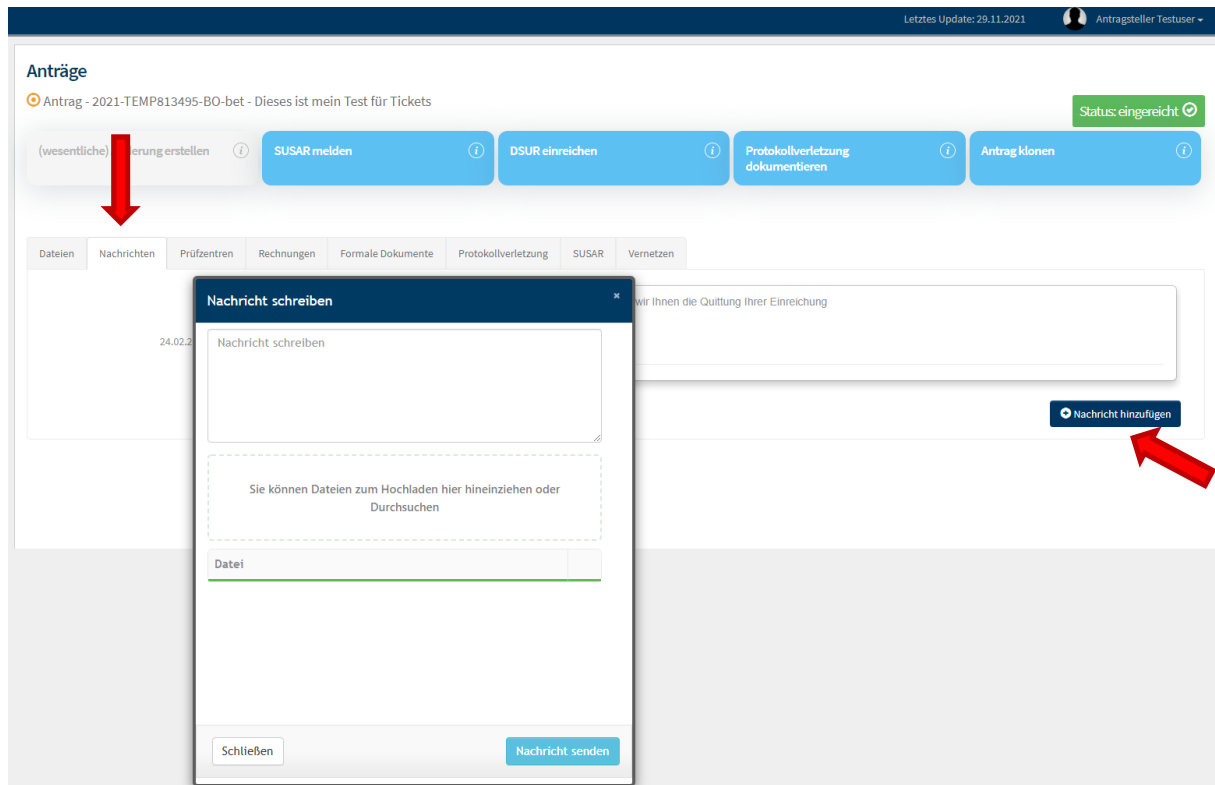 Letztes Update: 29.11.2021 Antragsteller Testuser
Anträge
Antrag - 2021-TEMP813495-BO-bet - Dieses ist mein Test für Tickets
Status: eingereicht
(wesentliche) erstellen
SUSAR melden
DSUR einreichen
Protokollverletzung
dokumentieren
Antrag klonen
Dateien Nachrichten Prüfzentren Rechnungen Formale Dokumente Protokollverletzung SUSAR Vernetzen
Nachricht schreiben
wir Ihnen die Quittung Ihrer Einreichung
24.02.2
Nachricht schreiben
Nachricht hinzufügen
Sie können Dateien zum Hochladen hier hineinziehen oder
Durchsuchen
Datei
Schließen
Nachricht senden